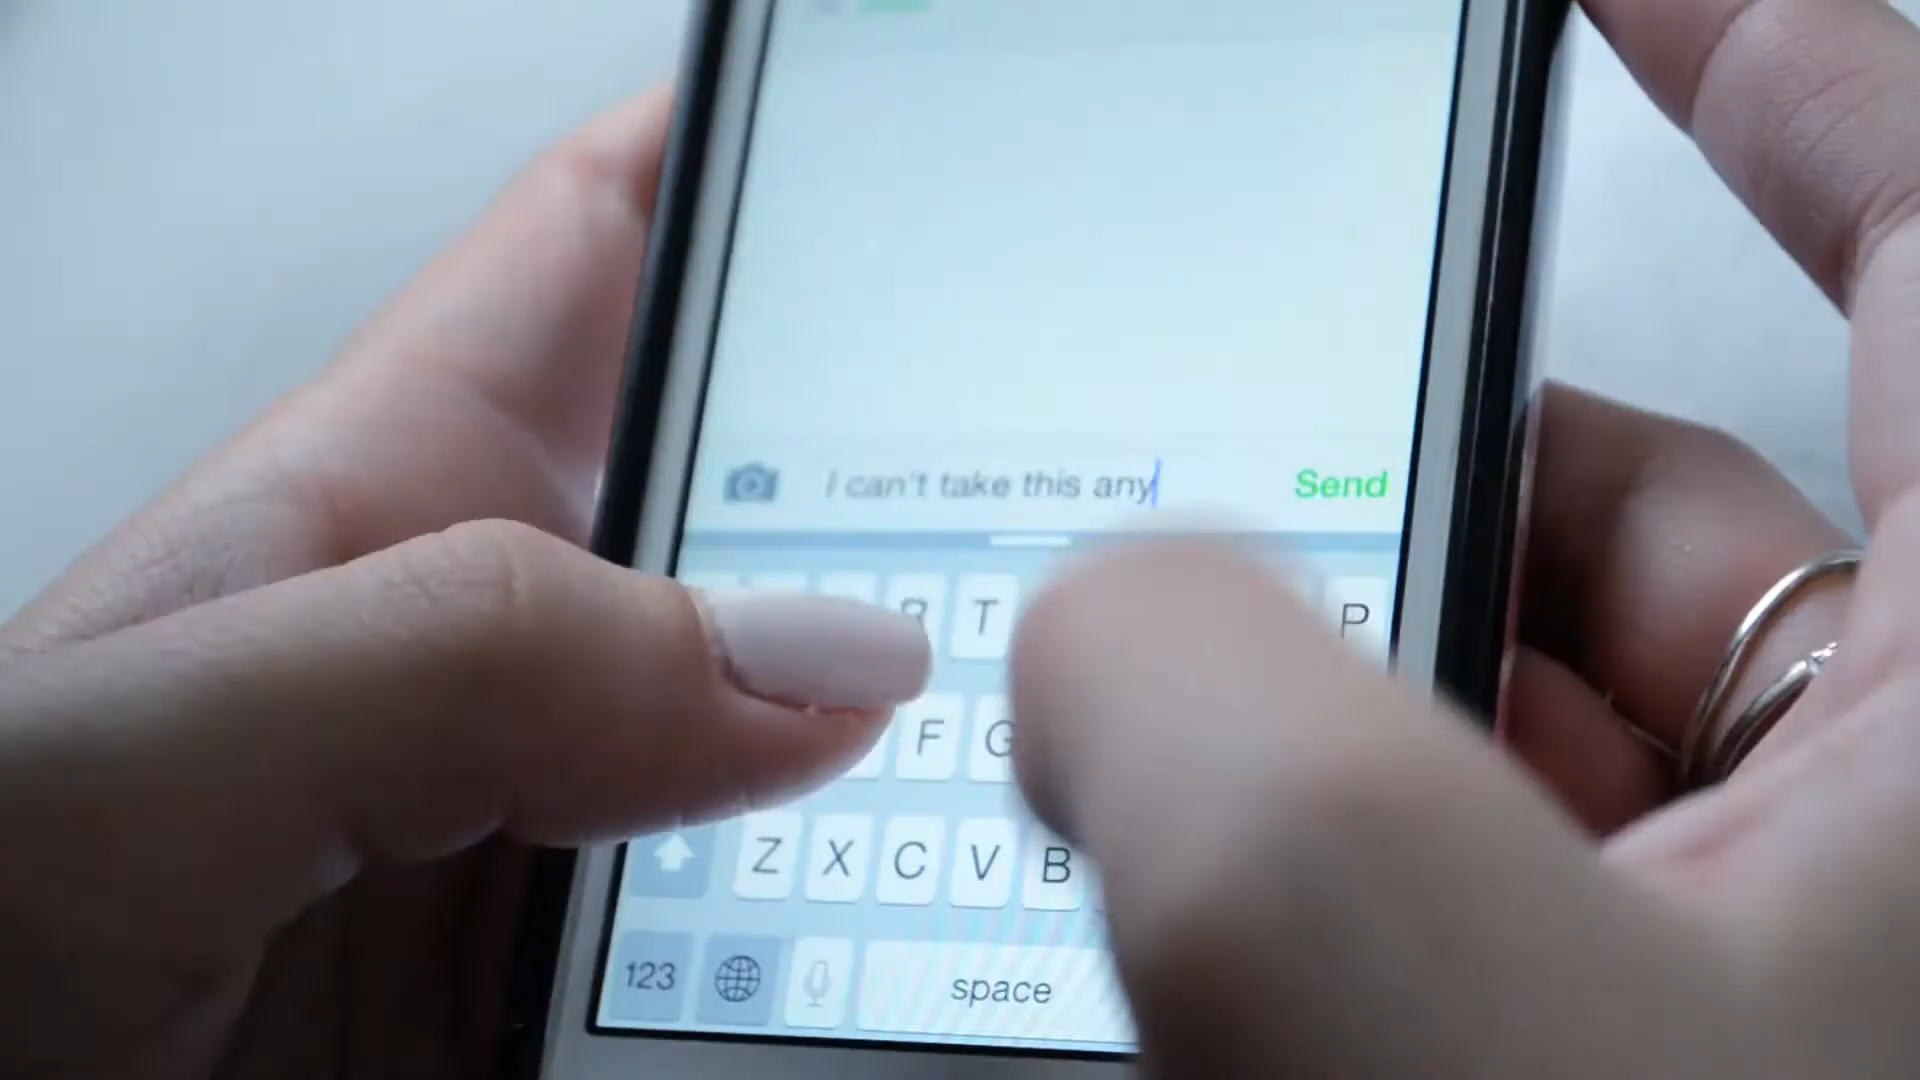 I can't take this any
Send
R T P
F G
Z X C V B
123 space